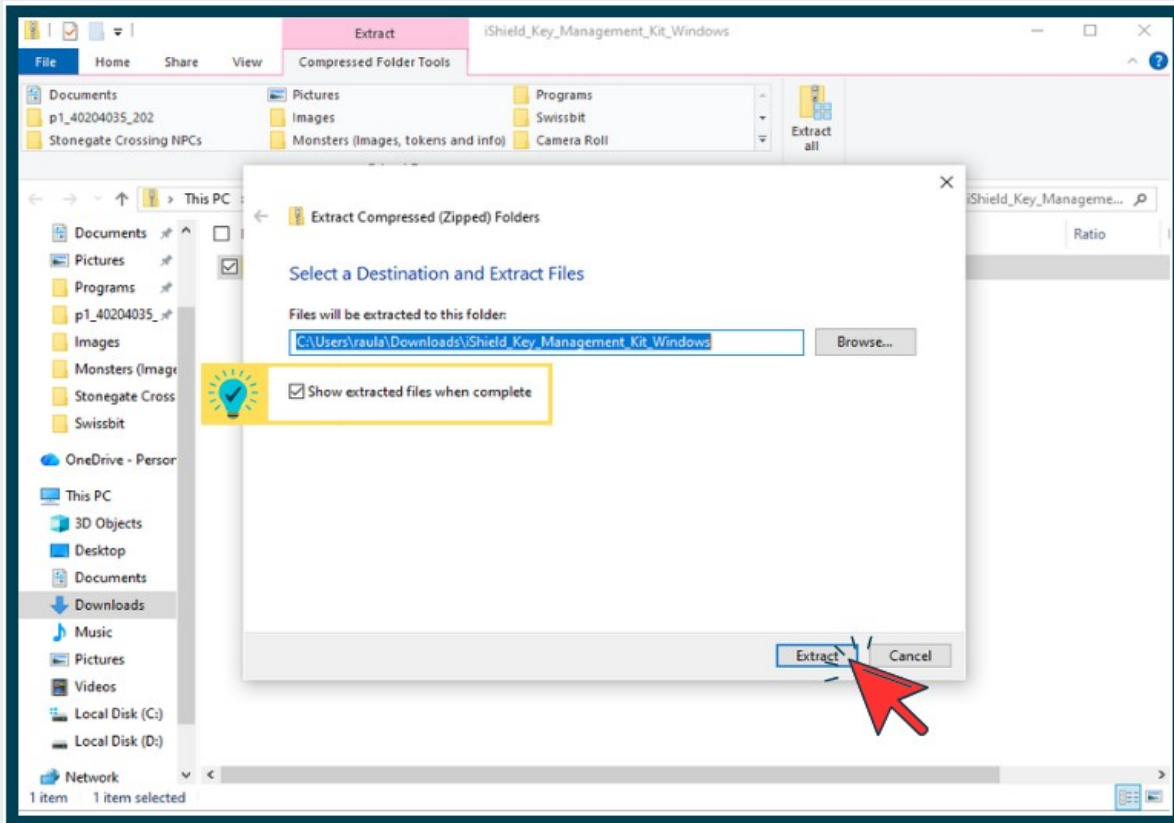 Extract
iShield_Key_Management_Kit_Windows
File Home Share View Compressed Folder Tools
Documents Pictures Programs
p1_40204035_202 Images Swissbit
Stonegate Crossing NPCs Monsters (Images, tokens and info) Camera Roll
Extract
all
This PC
iShield_Key_Manageme...
Extract Compressed (Zipped) Folders
Ratio
Select a Destination and Extract Files
Files will be extracted to this folder:
C:\Users\raula\Downloads\iShield_Key_Management_Kit_Windows
Browse...
Show extracted files when complete
Extract Cancel
Documents
Pictures
Programs
p1_40204035_
Images
Monsters (Image
Stonegate Cross
Swissbit
OneDrive - Person
This PC
3D Objects
Desktop
Documents
Downloads
Music
Pictures
Videos
Local Disk (C:)
Local Disk (D:)
Network
1 item 1 item selected